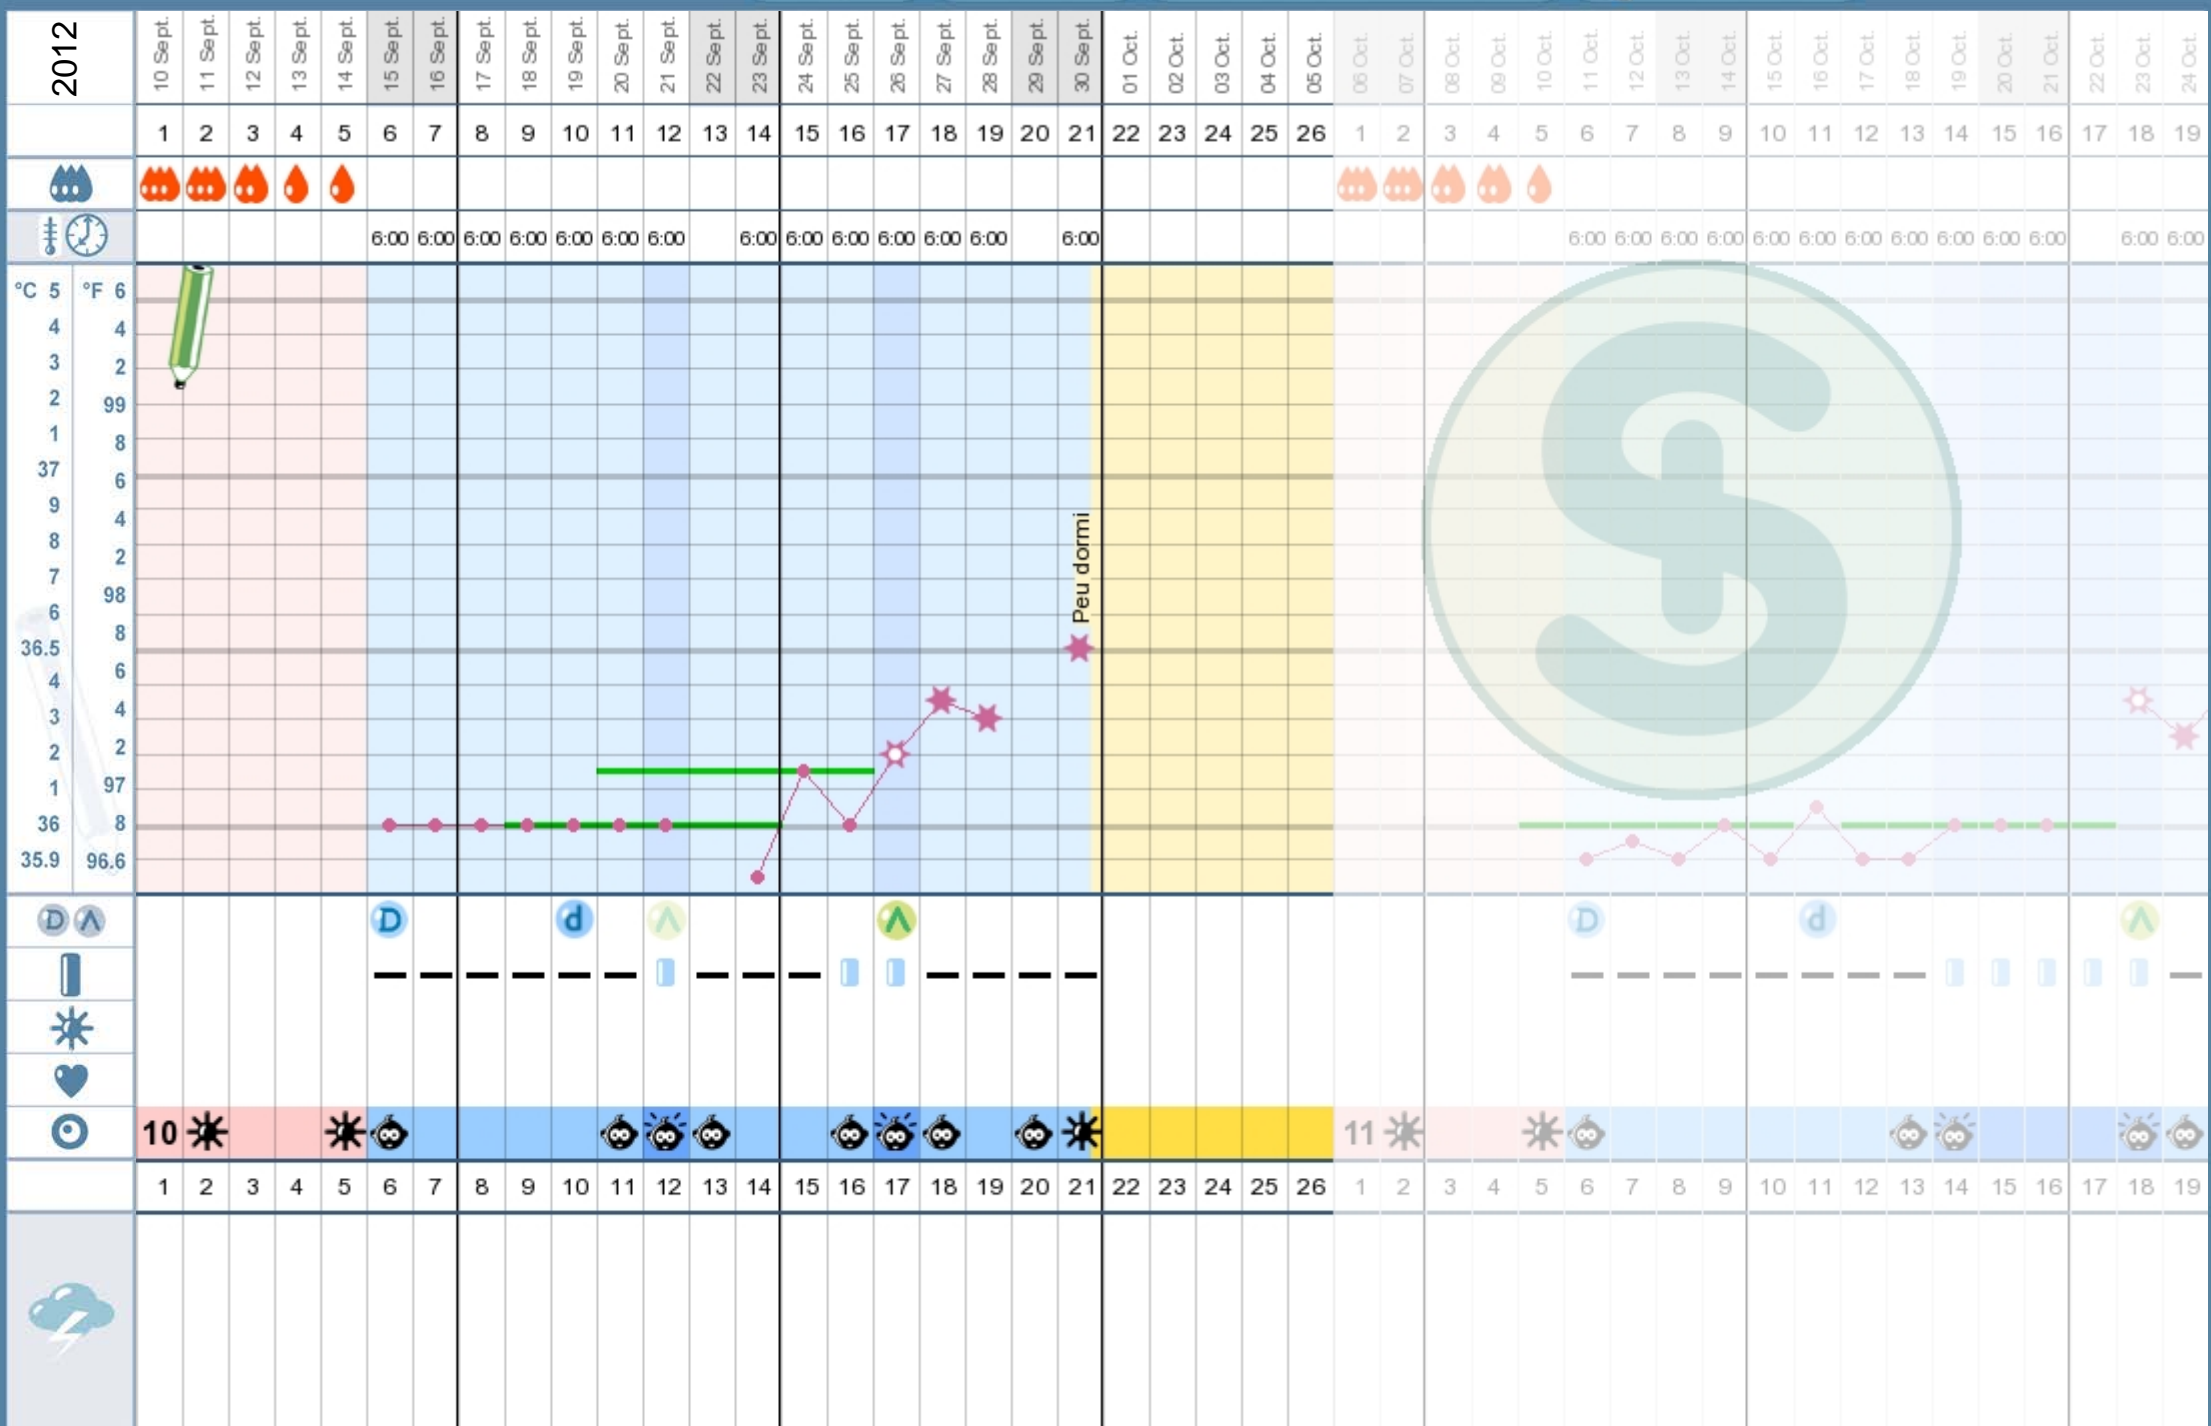 2012
10 Sept. 11 Sept. 12 Sept. 13 Sept. 14 Sept. 15 Sept. 16 Sept. 17 Sept. 18 Sept. 19 Sept. 20 Sept. 21 Sept. 22 Sept. 23 Sept. 24 Sept. 25 Sept. 26 Sept. 27 Sept. 28 Sept. 29 Sept. 30 Sept. 01 Oct. 02 Oct. 03 Oct. 04 Oct. 05 Oct. 06 Oct. 07 Oct. 08 Oct. 09 Oct. 10 Oct. 11 Oct. 12 Oct. 13 Oct. 14 Oct. 15 Oct. 16 Oct. 17 Oct. 18 Oct. 19 Oct. 20 Oct. 21 Oct. 22 Oct. 23 Oct. 24 Oct.
1 2 3 4 5 6 7 8 9 10 11 12 13 14 15 16 17 18 19 20 21 22 23 24 25 26 1 2 3 4 5 6 7 8 9 10 11 12 13 14 15 16 17 18 19
6:00 6:00 6:00 6:00 6:00 6:00 6:00 6:00 6:00 6:00 6:00 6:00 6:00 6:00 6:00 6:00 6:00 6:00 6:00 6:00 6:00 6:00 6:00 6:00 6:00 6:00 6:00
°C 5 °F 6
4 4
3 2
2 99
1 8
37 6
9 4
8 2
7 98
6 8
36.5 6
4 4
3 2
2 97
1 8
36 96.6
35.9
Peu dormi
D Λ D d Λ Λ D d Λ
10 11
1 2 3 4 5 6 7 8 9 10 11 12 13 14 15 16 17 18 19 20 21 22 23 24 25 26 1 2 3 4 5 6 7 8 9 10 11 12 13 14 15 16 17 18 19